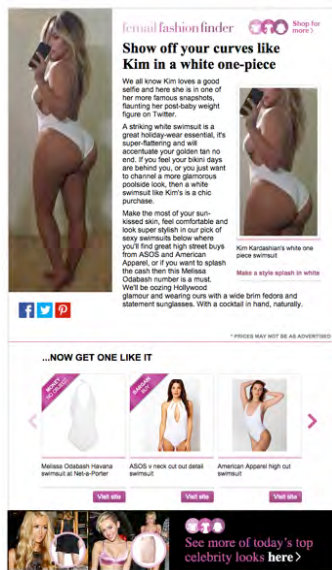 femail fashion finder
Shop for
more >
Show off your curves like
Kim in a white one-piece
We all know Kim loves a good
selfie and here she is in one of
her more famous snapshots,
flaunting her post-baby weight
figure on Twitter.
A striking white swimsuit is a
great holiday-wear essential, it's
super-flattering and will
accentuate your golden tan no
end. If you feel your bikini days
are behind you, or you just want
to channel a more glamorous
poolside look, then a white
swimsuit like Kim's is a chic
purchase.
Make the most of your sun-
kissed skin, feel comfortable and
look super stylish in our pick of
sexy swimsuits below where
you'll find great high street buys
from ASOS and American
Apparel, or if you want to splash
the cash then this Melissa
Odabash number is a must.
We'll be oozing Hollywood
glamour and wearing ours with a wide brim fedora and
statement sunglasses. With a cocktail in hand, naturally.
Kim Kardashian's white one
piece swimsuit
Make a style splash in white
* PRICES MAY NOT BE AS ADVERTISED
...NOW GET ONE LIKE IT
MONEY
NO OBJECT
BARGAIN
BUY
Melissa Odabash Havana
swimsuit at Net-a-Porter
ASOS v neck cut out detail
swimsuit
American Apparel high cut
swimsuit
Visit site
Visit site
Visit site
See more of today's top
celebrity looks here >